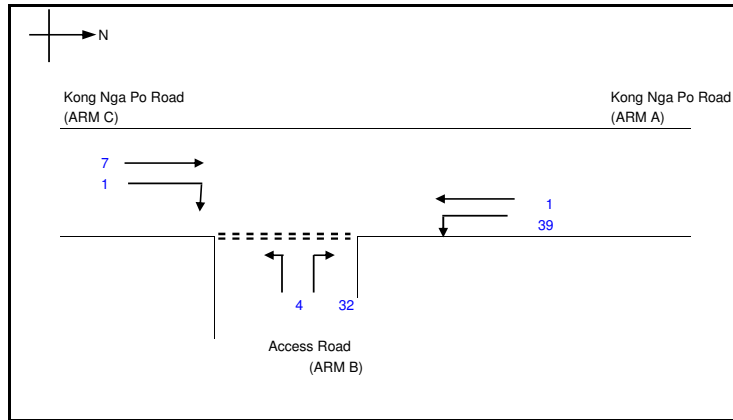 N
Kong Nga Po Road
(ARM C)
Kong Nga Po Road
(ARM A)
7
1
1
39
4 32
Access Road
(ARM B)